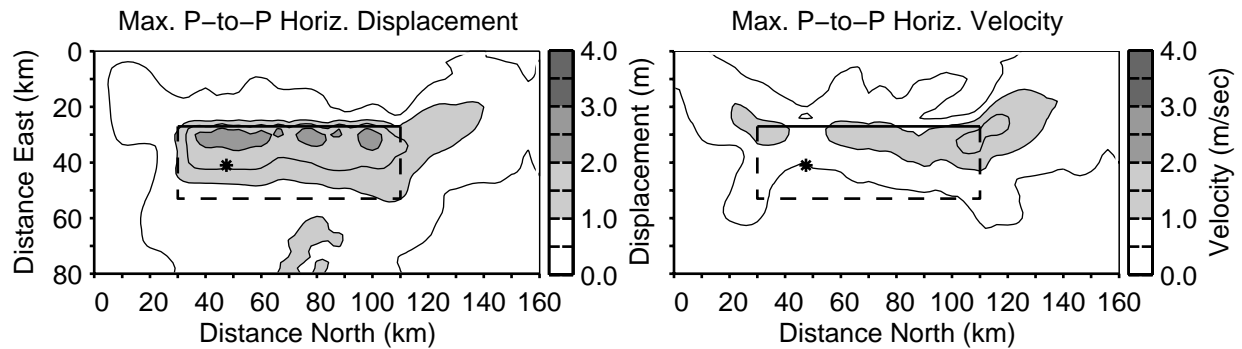 Max. P−to−P Horiz. Displacement
Distance East (km)
0
20
40
60
80
0 20 40 60 80 100 120 140 160
Distance North (km)
4.0
3.0
2.0
1.0
0.0
Displacement (m)
Max. P−to−P Horiz. Velocity
0 20 40 60 80 100 120 140 160
Distance North (km)
4.0
3.0
2.0
1.0
0.0
Velocity (m/sec)